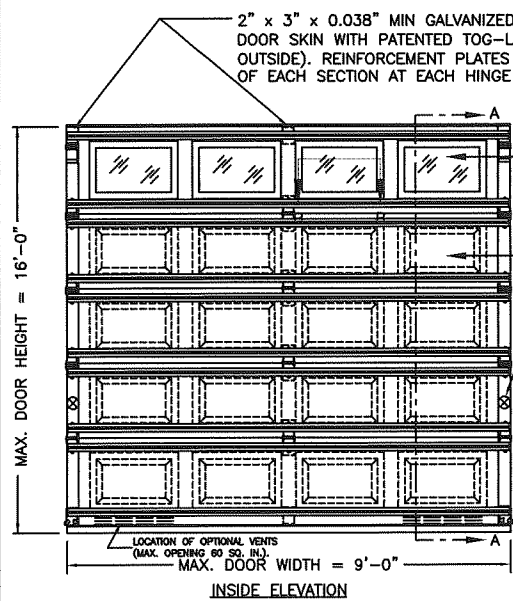 2" x 3" x 0.038" MIN GALVANIZED
DOOR SKIN WITH PATENTED TOG-L
OUTSIDE). REINFORCEMENT PLATES
OF EACH SECTION AT EACH HINGE
A
MAX. DOOR HEIGHT = 16'-0"
LOCATION OF OPTIONAL VENTS
(MAX. OPENING 60 SQ. IN.).
A
MAX. DOOR WIDTH = 9'-0"
INSIDE ELEVATION